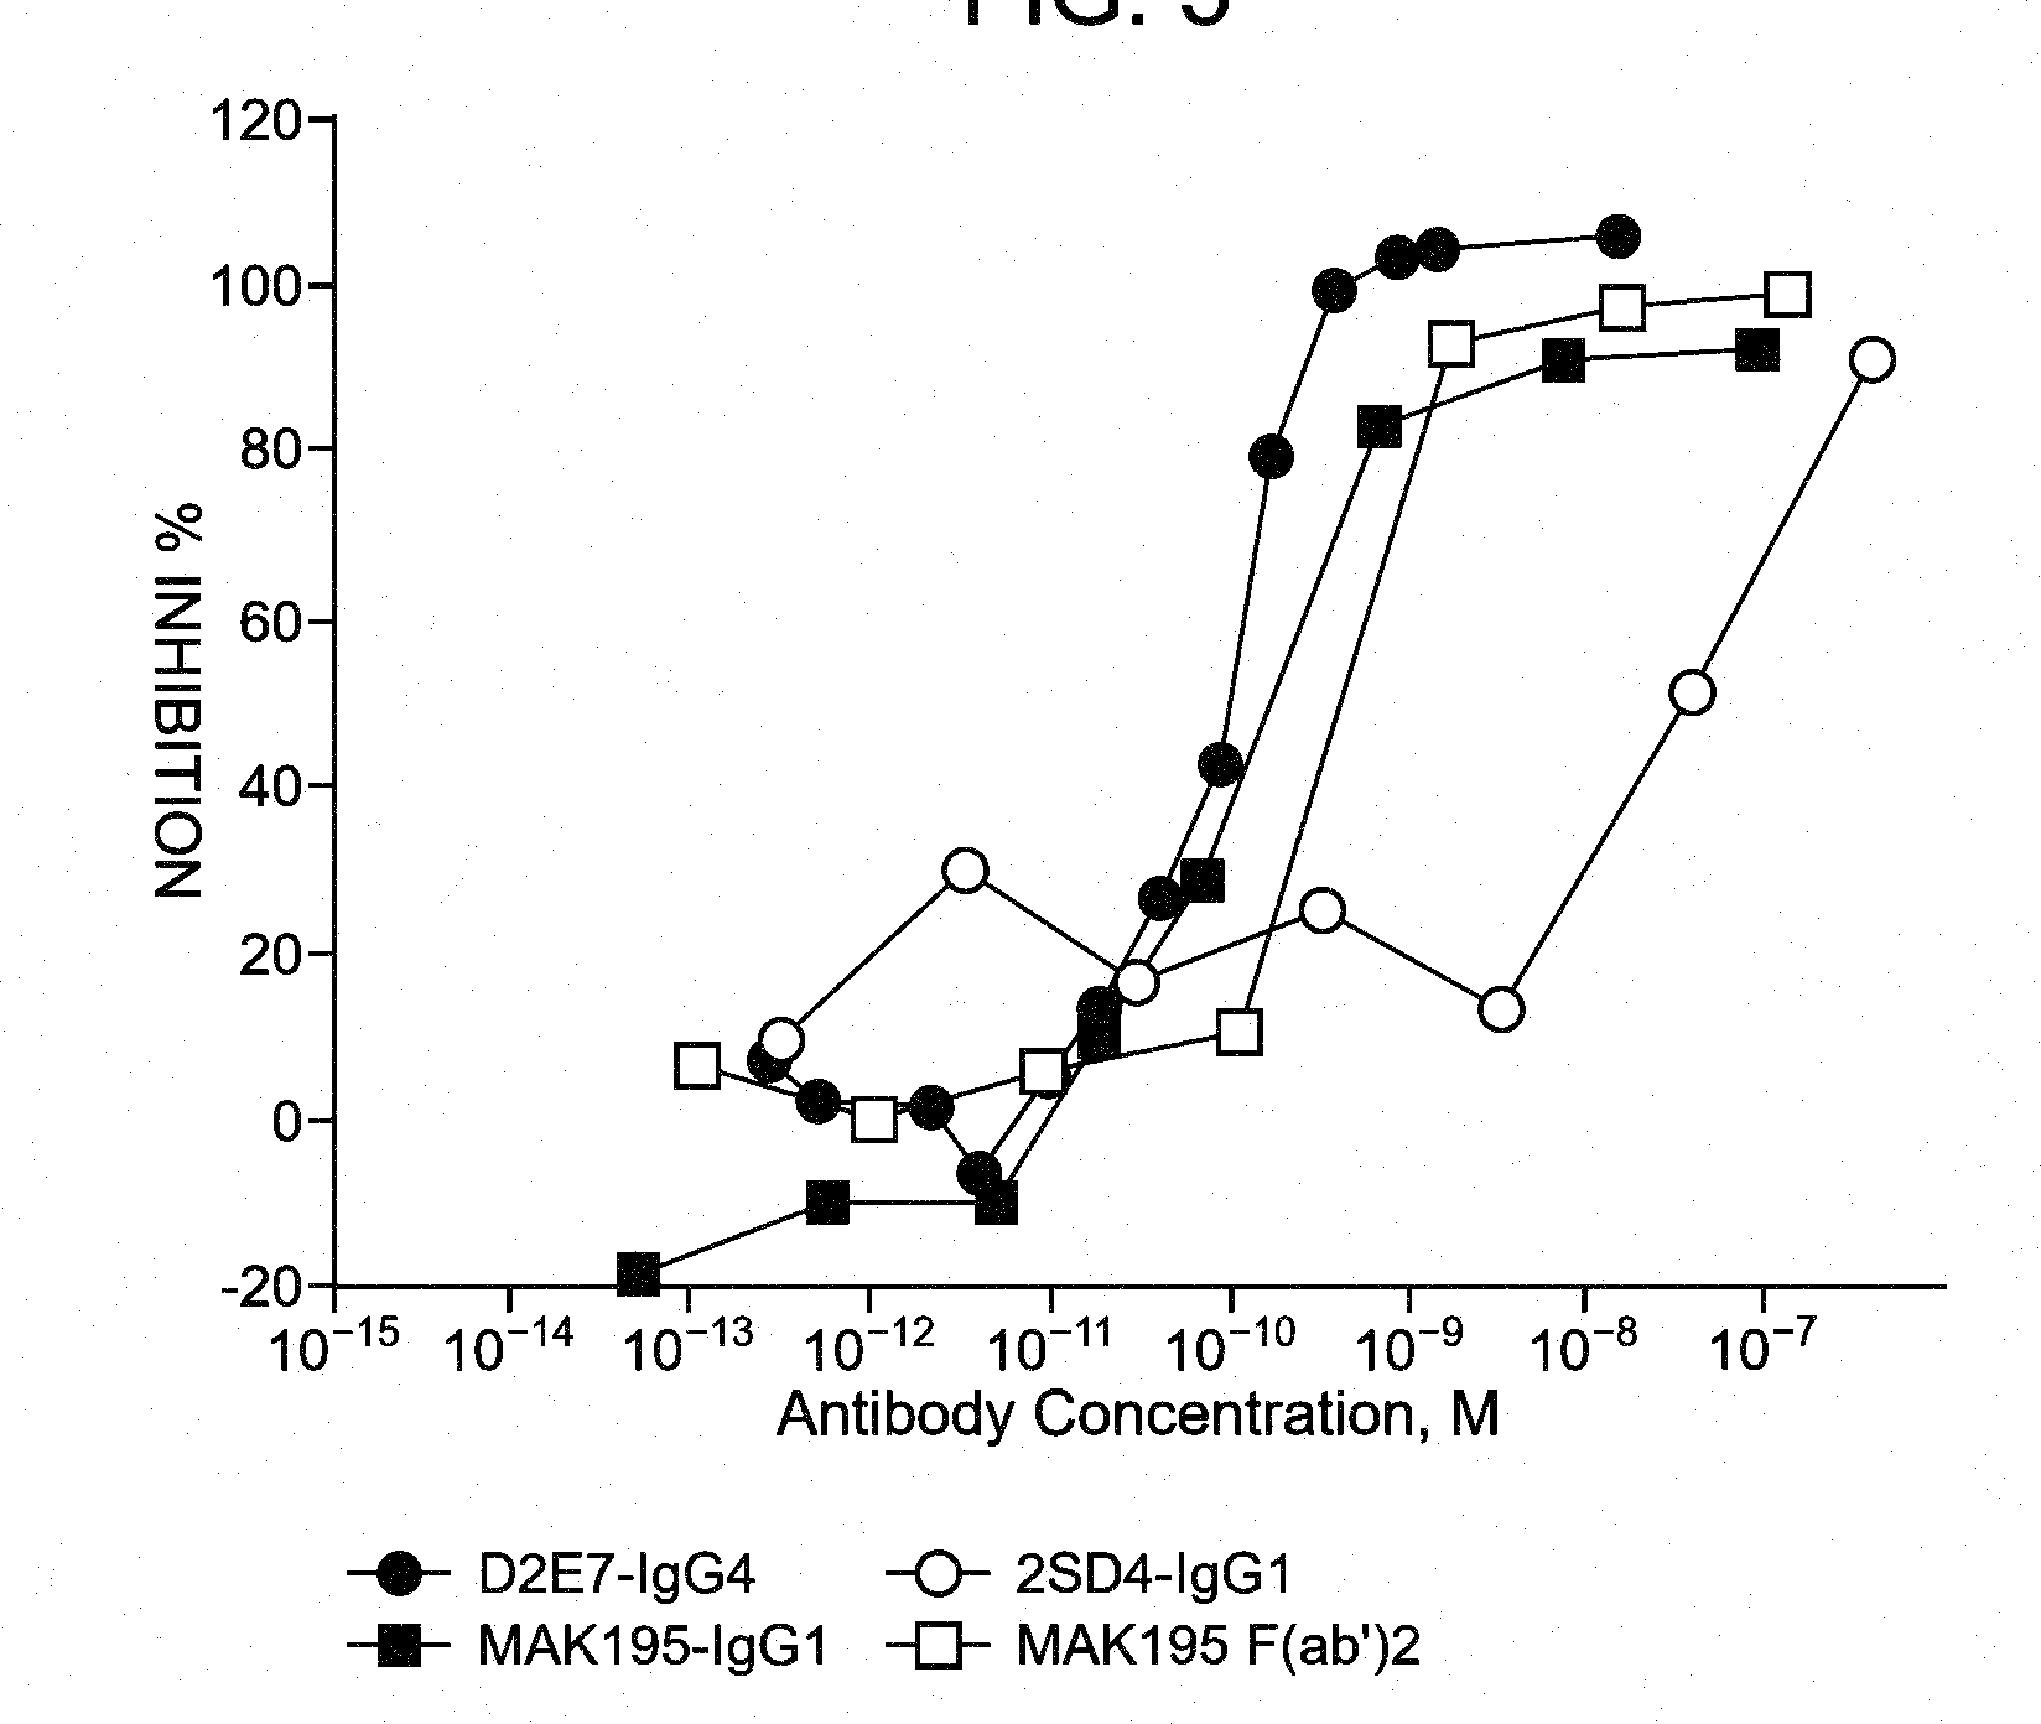 FIG. 3
120
100
80
60
40
20
0
-20
% INHIBITION
10⁻¹⁵ 10⁻¹⁴ 10⁻¹³ 10⁻¹² 10⁻¹¹ 10⁻¹⁰ 10⁻⁹ 10⁻⁸ 10⁻⁷
Antibody Concentration, M
D2E7-IgG4 2SD4-IgG1
MAK195-IgG1 MAK195 F(ab')2